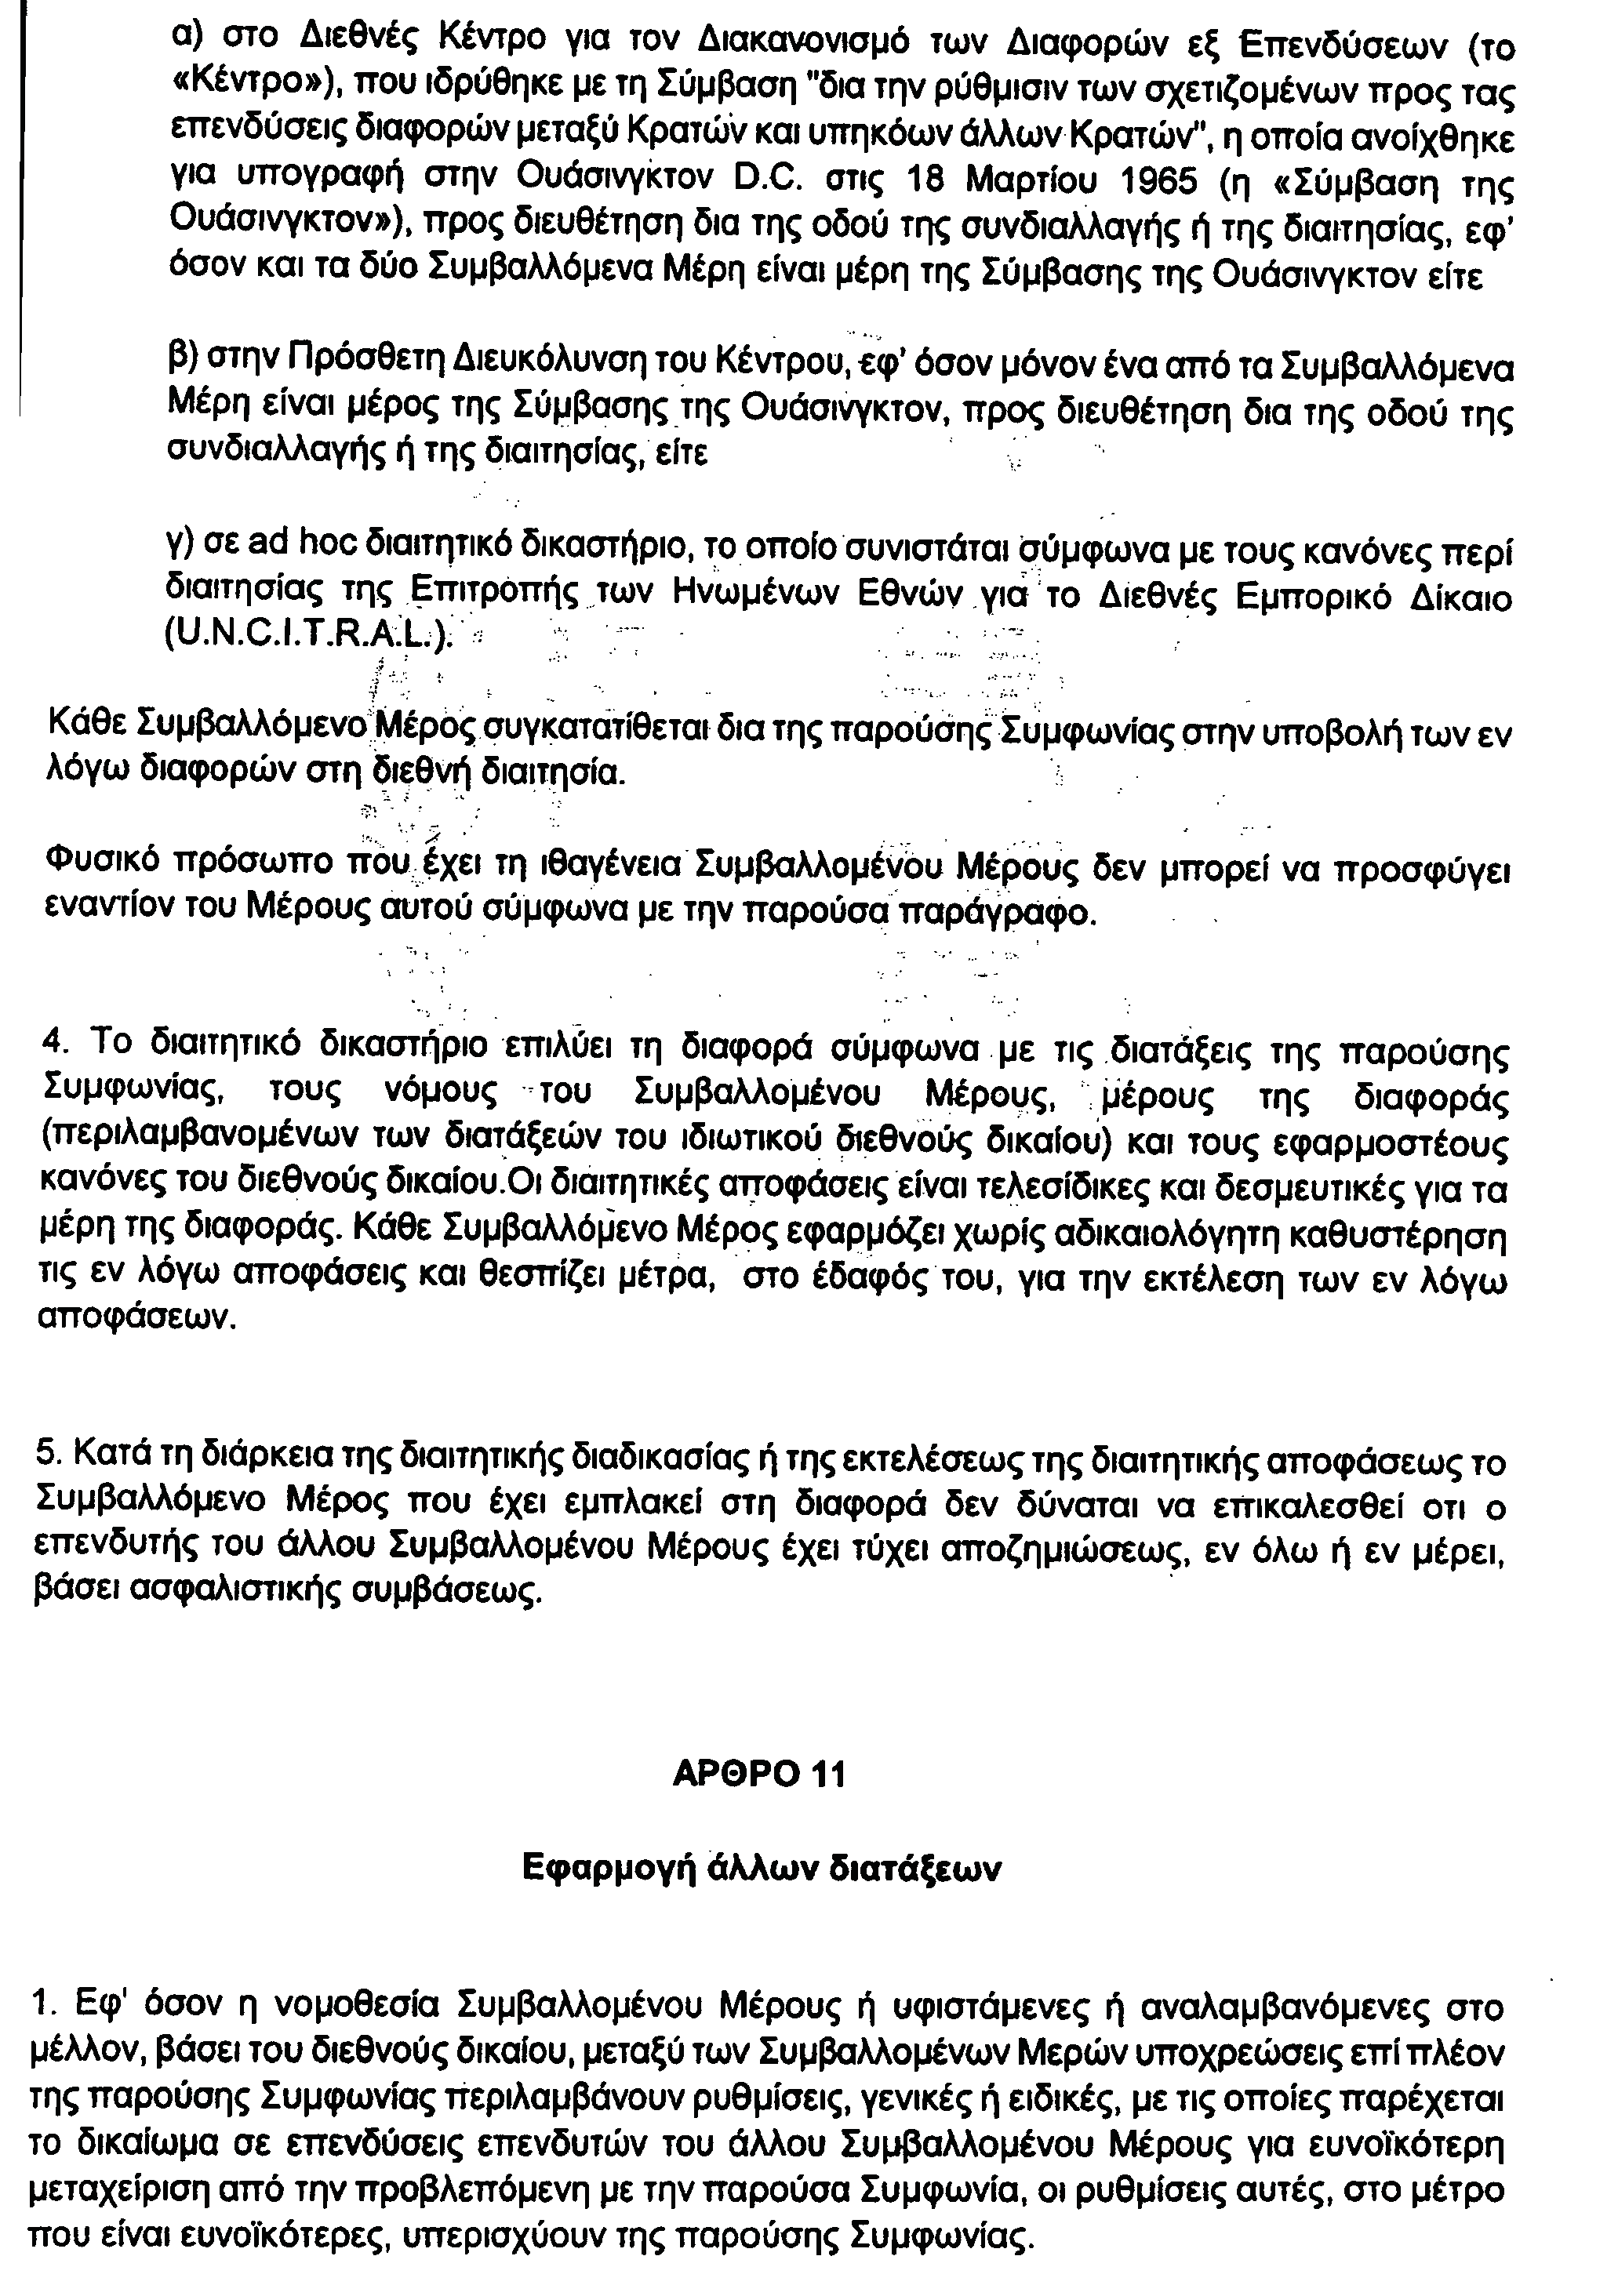 α) στο Διεθνές Κέντρο για τον Διακανονισμό των Διαφορών εξ Επενδύσεων (το
«Κέντρο»), που ιδρύθηκε με τη Σύμβαση "δια την ρύθμισιν των σχετιζομένων προς τας
επενδύσεις διαφορών μεταξύ Κρατών και υπηκόων άλλων Κρατών", η οποία ανοίχθηκε
για υπογραφή στην Ουάσινγκτον D.C. στις 18 Μαρτίου 1965 (η «Σύμβαση της
Ουάσινγκτον»), προς διευθέτηση δια της οδού της συνδιαλλαγής ή της διαιτησίας, εφ'
όσον και τα δύο Συμβαλλόμενα Μέρη είναι μέρη της Σύμβασης της Ουάσινγκτον είτε
β) στην Πρόσθετη Διευκόλυνση του Κέντρου, εφ' όσον μόνον ένα από τα Συμβαλλόμενα
Μέρη είναι μέρος της Σύμβασης της Ουάσινγκτον, προς διευθέτηση δια της οδού της
συνδιαλλαγής ή της διαιτησίας, είτε
γ) σε ad hoc διαιτητικό δικαστήριο, το οποίο συνιστάται σύμφωνα με τους κανόνες περί
διαιτησίας της Επιτροπής των Ηνωμένων Εθνών για το Διεθνές Εμπορικό Δίκαιο
(U.N.C.I.T.R.A.L.).
Κάθε Συμβαλλόμενο Μέρος συγκατατίθεται δια της παρούσης Συμφωνίας στην υποβολή των εν
λόγω διαφορών στη διεθνή διαιτησία.
Φυσικό πρόσωπο που έχει τη ιθαγένεια Συμβαλλομένου Μέρους δεν μπορεί να προσφύγει
εναντίον του Μέρους αυτού σύμφωνα με την παρούσα παράγραφο.
4. Το διαιτητικό δικαστήριο επιλύει τη διαφορά σύμφωνα με τις διατάξεις της παρούσης
Συμφωνίας, τους νόμους του Συμβαλλομένου Μέρους, μέρους της διαφοράς
(περιλαμβανομένων των διατάξεών του ιδιωτικού διεθνούς δικαίου) και τους εφαρμοστέους
κανόνες του διεθνούς δικαίου.Οι διαιτητικές αποφάσεις είναι τελεσίδικες και δεσμευτικές για τα
μέρη της διαφοράς. Κάθε Συμβαλλόμενο Μέρος εφαρμόζει χωρίς αδικαιολόγητη καθυστέρηση
τις εν λόγω αποφάσεις και θεσπίζει μέτρα, στο έδαφός του, για την εκτέλεση των εν λόγω
αποφάσεων.
5. Κατά τη διάρκεια της διαιτητικής διαδικασίας ή της εκτελέσεως της διαιτητικής αποφάσεως το
Συμβαλλόμενο Μέρος που έχει εμπλακεί στη διαφορά δεν δύναται να επικαλεσθεί οτι ο
επενδυτής του άλλου Συμβαλλομένου Μέρους έχει τύχει αποζημιώσεως, εν όλω ή εν μέρει,
βάσει ασφαλιστικής συμβάσεως.
ΑΡΘΡΟ 11
Εφαρμογή άλλων διατάξεων
1. Εφ' όσον η νομοθεσία Συμβαλλομένου Μέρους ή υφιστάμενες ή αναλαμβανόμενες στο
μέλλον, βάσει του διεθνούς δικαίου, μεταξύ των Συμβαλλομένων Μερών υποχρεώσεις επί πλέον
της παρούσης Συμφωνίας περιλαμβάνουν ρυθμίσεις, γενικές ή ειδικές, με τις οποίες παρέχεται
το δικαίωμα σε επενδύσεις επενδυτών του άλλου Συμβαλλομένου Μέρους για ευνοϊκότερη
μεταχείριση από την προβλεπόμενη με την παρούσα Συμφωνία, οι ρυθμίσεις αυτές, στο μέτρο
που είναι ευνοϊκότερες, υπερισχύουν της παρούσης Συμφωνίας.